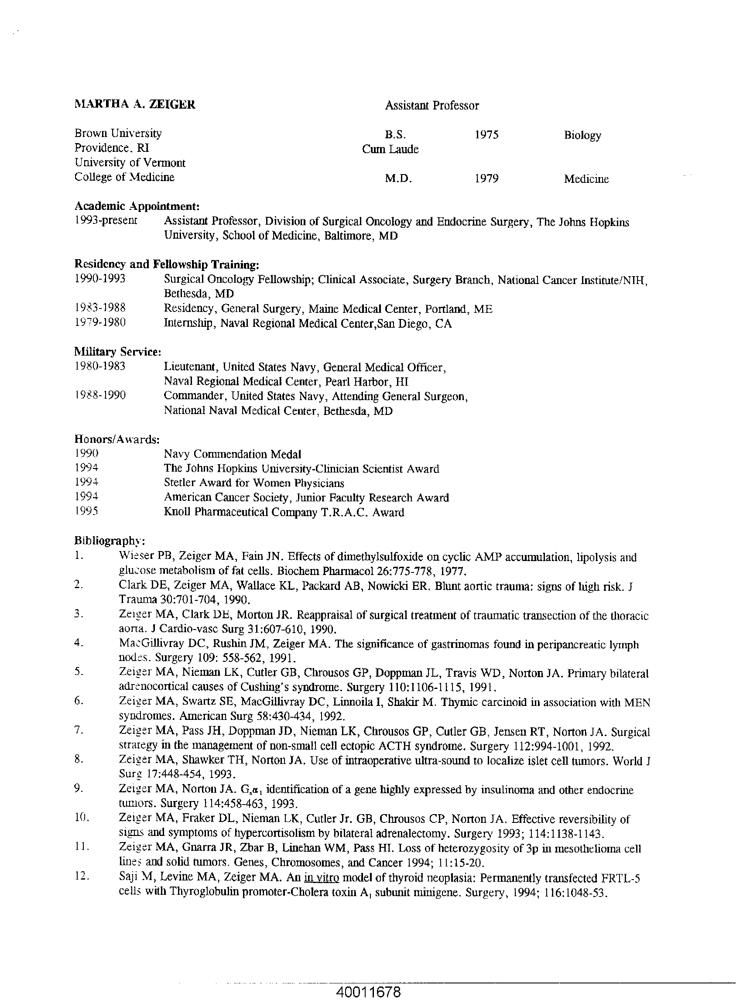 MARTHA A. ZEIGER Assistant Professor
Brown University B.S. 1975 Biology
Providence, RI Cum Laude
University of Vermont
College of Medicine M.D. 1979 Medicine
Academic Appointment:
1993-present Assistant Professor, Division of Surgical Oncology and Endocrine Surgery, The Johns Hopkins
University, School of Medicine, Baltimore, MD
Residency and Fellowship Training:
1990-1993 Surgical Oncology Fellowship; Clinical Associate, Surgery Branch, National Cancer Institute/NIH,
Bethesda, MD
1983-1988 Residency, General Surgery, Maine Medical Center, Portland, ME
1979-1980 Internship, Naval Regional Medical Center,San Diego, CA
Military Service:
1980-1983 Lieutenant, United States Navy, General Medical Officer,
Naval Regional Medical Center, Pearl Harbor, HI
1988-1990 Commander, United States Navy, Attending General Surgeon,
National Naval Medical Center, Bethesda, MD
Honors/Awards:
1990 Navy Commendation Medal
1994 The Johns Hopkins University-Clinician Scientist Award
1994 Stetler Award for Women Physicians
1994 American Cancer Society, Junior Faculty Research Award
1995 Knoll Pharmaceutical Company T.R.A.C. Award
Bibliography:
1. Wieser PB, Zeiger MA, Fain JN. Effects of dimethylsulfoxide on cyclic AMP accumulation, lipolysis and
glucose metabolism of fat cells. Biochem Pharmacol 26:775-778, 1977.
2. Clark DE, Zeiger MA, Wallace KL, Packard AB, Nowicki ER. Blunt aortic trauma: signs of high risk. J
Trauma 30:701-704, 1990.
3. Zeiger MA, Clark DE, Morton JR. Reappraisal of surgical treatment of traumatic transection of the thoracic
aorta. J Cardio-vasc Surg 31:607-610, 1990.
4. MacGillivray DC, Rushin JM, Zeiger MA. The significance of gastrinomas found in peripancreatic lymph
nodes. Surgery 109: 558-562, 1991.
5. Zeiger MA, Nieman LK, Cutler GB, Chrousos GP, Doppman JL, Travis WD, Norton JA. Primary bilateral
adrenocortical causes of Cushing's syndrome. Surgery 110:1106-1115, 1991.
6. Zeiger MA, Swartz SE, MacGillivray DC, Linnoila I, Shakir M. Thymic carcinoid in association with MEN
syndromes. American Surg 58:430-434, 1992.
7. Zeiger MA, Pass JH, Doppman JD, Nieman LK, Chrousos GP, Cutler GB, Jensen RT, Norton JA. Surgical
strategy in the management of non-small cell ectopic ACTH syndrome. Surgery 112:994-1001, 1992.
8. Zeiger MA, Shawker TH, Norton JA. Use of intraoperative ultra-sound to localize islet cell tumors. World J
Surg 17:448-454, 1993.
9. Zeiger MA, Norton JA. Gₛα, identification of a gene highly expressed by insulinoma and other endocrine
tumors. Surgery 114:458-463, 1993.
10. Zeiger MA, Fraker DL, Nieman LK, Cutler Jr. GB, Chrousos CP, Norton JA. Effective reversibility of
signs and symptoms of hypercortisolism by bilateral adrenalectomy. Surgery 1993; 114:1138-1143.
11. Zeiger MA, Gnarra JR, Zbar B, Linehan WM, Pass HI. Loss of heterozygosity of 3p in mesothelioma cell
lines and solid tumors. Genes, Chromosomes, and Cancer 1994; 11:15-20.
12. Saji M, Levine MA, Zeiger MA. An in vitro model of thyroid neoplasia: Permanently transfected FRTL-5
cells with Thyroglobulin promoter-Cholera toxin A₁ subunit minigene. Surgery, 1994; 116:1048-53.
40011678